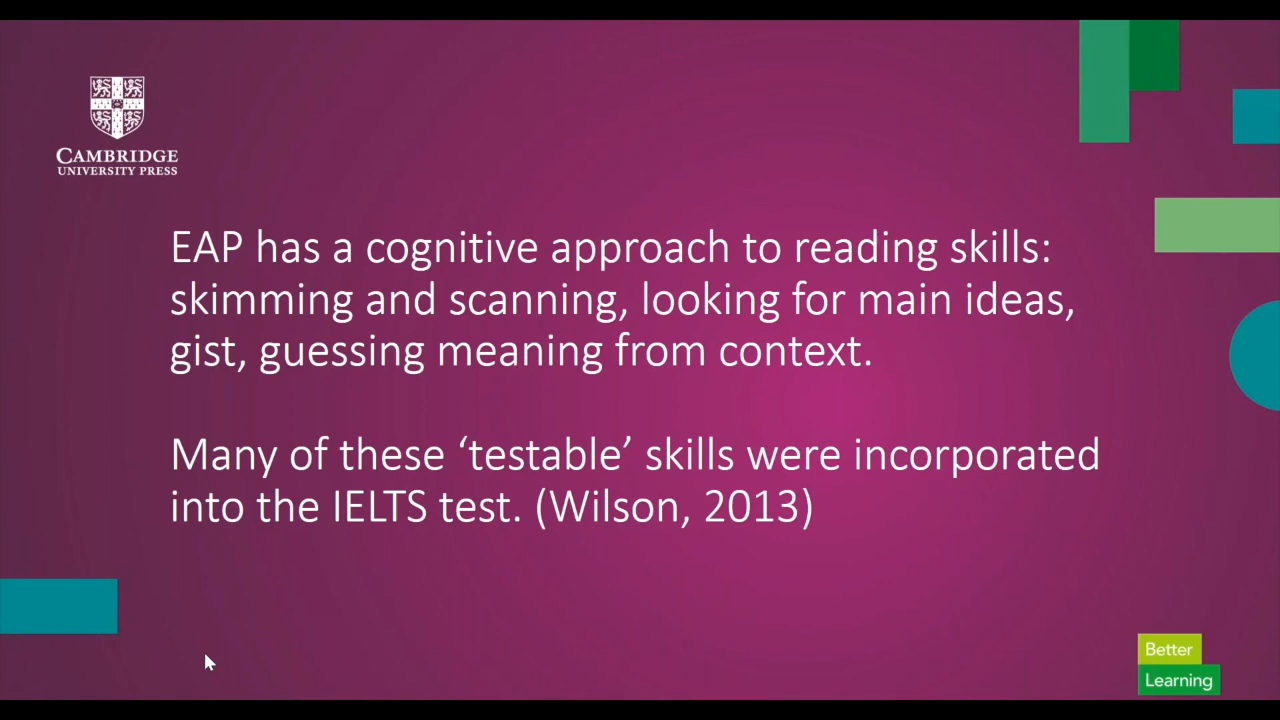 CAMBRIDGE
UNIVERSITY PRESS
EAP has a cognitive approach to reading skills:
skimming and scanning, looking for main ideas,
gist, guessing meaning from context.
Many of these ‘testable’ skills were incorporated
into the IELTS test. (Wilson, 2013)
Better
Learning